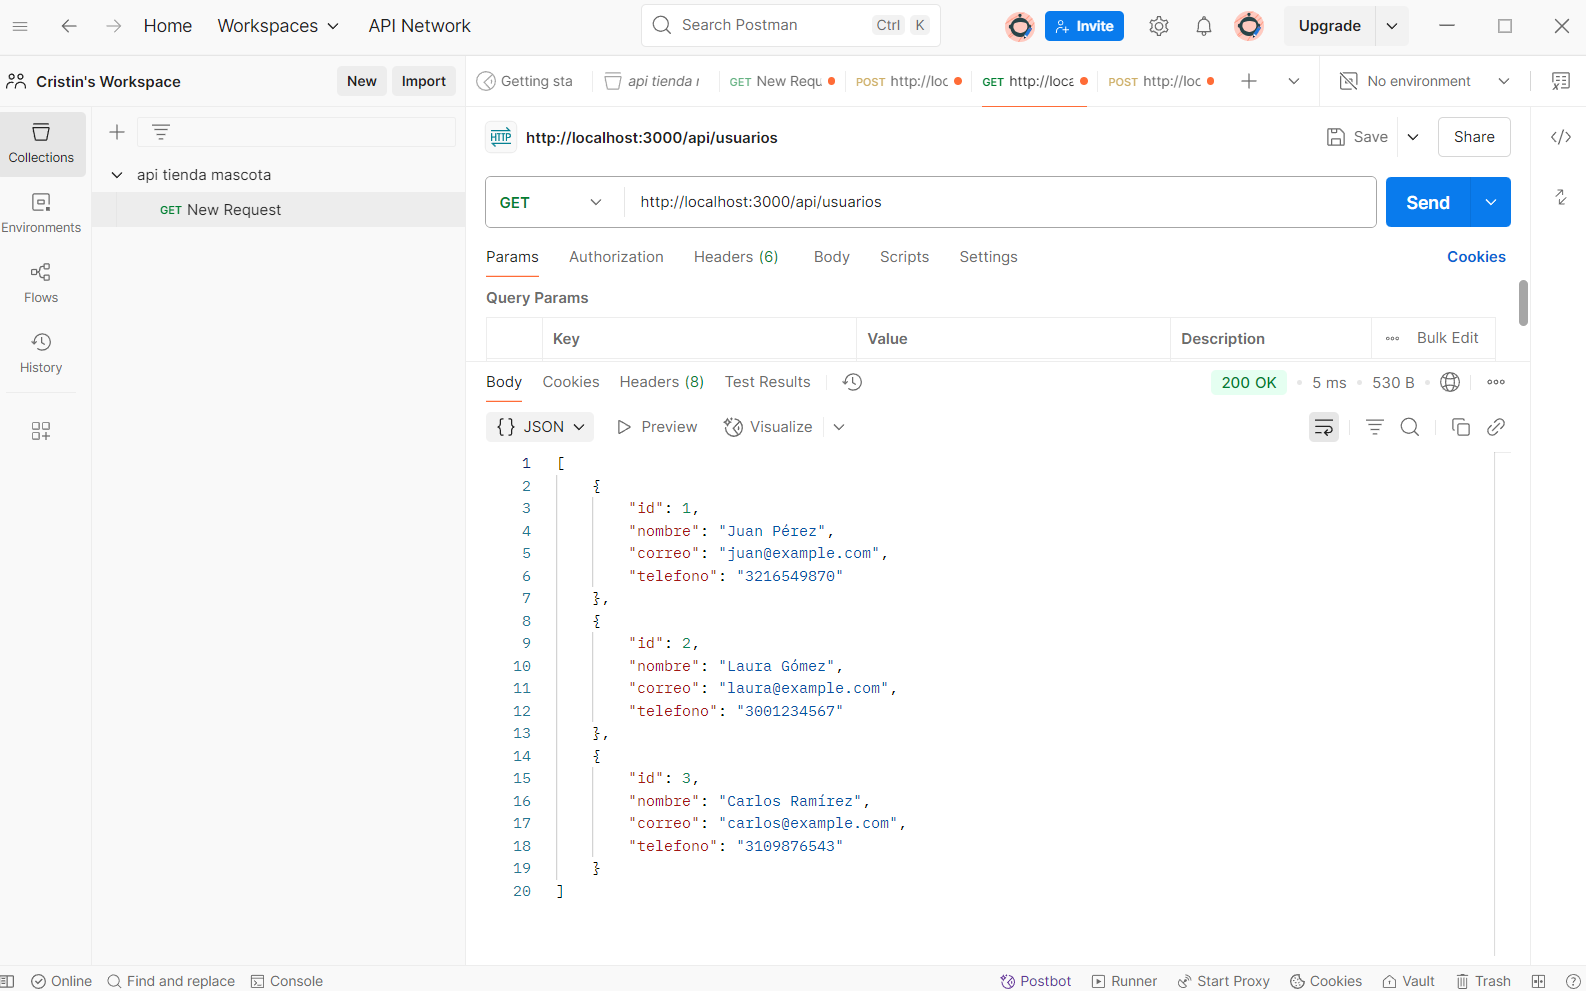 Home Workspaces API Network Search Postman Ctrl K Invite Upgrade
Cristin's Workspace New Import Getting sta api tienda r GET New Requ POST http://loc GET http://loca POST http://loc No environment
Collections
Environments
Flows
History
api tienda mascota
GET New Request
HTTP http://localhost:3000/api/usuarios Save Share
GET http://localhost:3000/api/usuarios Send
Params Authorization Headers (6) Body Scripts Settings Cookies
Query Params
Key Value Description Bulk Edit
Body Cookies Headers (8) Test Results 200 OK 5 ms 530 B
{} JSON Preview Visualize
1 [
2 {
3 "id": 1,
4 "nombre": "Juan Pérez",
5 "correo": "juan@example.com",
6 "telefono": "3216549870"
7 },
8 {
9 "id": 2,
10 "nombre": "Laura Gómez",
11 "correo": "laura@example.com",
12 "telefono": "3001234567"
13 },
14 {
15 "id": 3,
16 "nombre": "Carlos Ramírez",
17 "correo": "carlos@example.com",
18 "telefono": "3109876543"
19 }
20 ]
Online Find and replace Console Postbot Runner Start Proxy Cookies Vault Trash